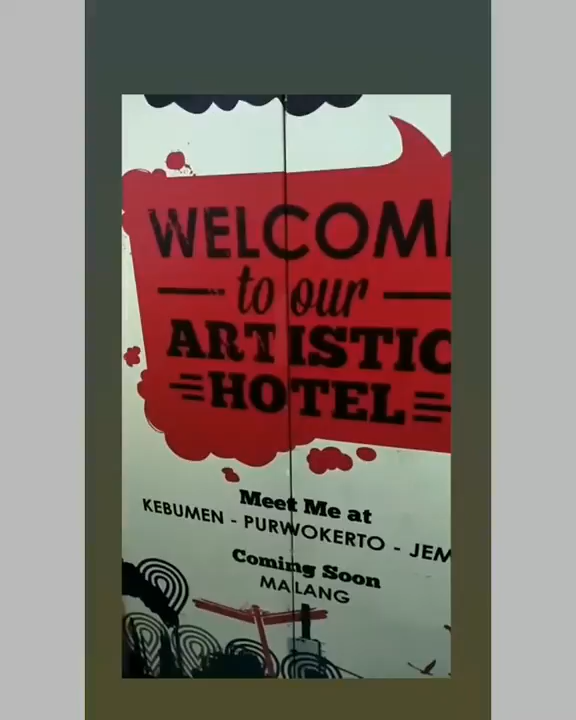 WELCOM
to our
ARTISTIC
HOTEL
Meet Me at
KEBUMEN - PURWOKERTO - JEM
Coming Soon
MALANG